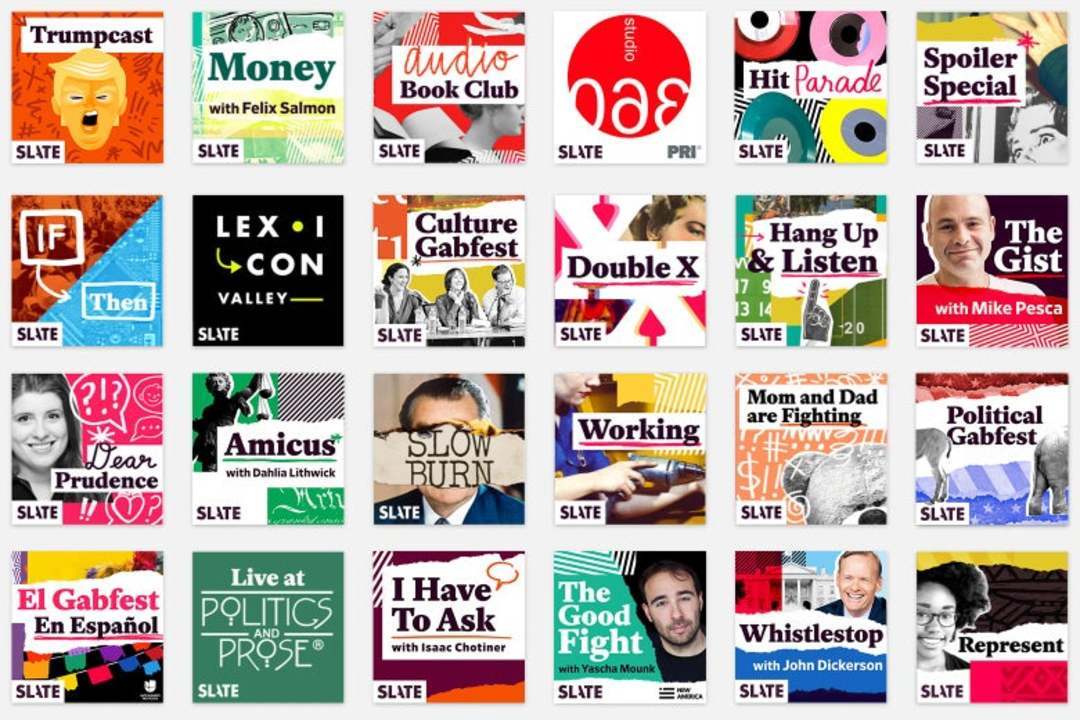 Trumpcast
SLATE
Money
with Felix Salmon
SLATE
audio
Book Club
SLATE
studio
360
SLATE
PRI
Hit Parade
SLATE
Spoiler
Special
SLATE
IF
Then
SLATE
LEX•I
CON
VALLEY
SLATE
Culture
Gabfest
SLATE
Double X
SLATE
Hang Up
& Listen
17 9
13 14
-20
SLATE
The
Gist
with Mike Pesca
SLATE
?!?!
Dear
Prudence
!!
SLATE
Amicus
with Dahlia Lithwick
SLATE
SLOW
BURN
SLATE
Working
SLATE
Mom and Dad
are Fighting
SLATE
Political
Gabfest
SLATE
El Gabfest
En Español
SLATE
Live at
POLITICS
AND
PROSE®
SLATE
I Have
To Ask
with Isaac Chotiner
SLATE
The
Good
Fight
with Yascha Mounk
SLATE
NEW
AMERICA
Whistlestop
with John Dickerson
SLATE
Represent
SLATE